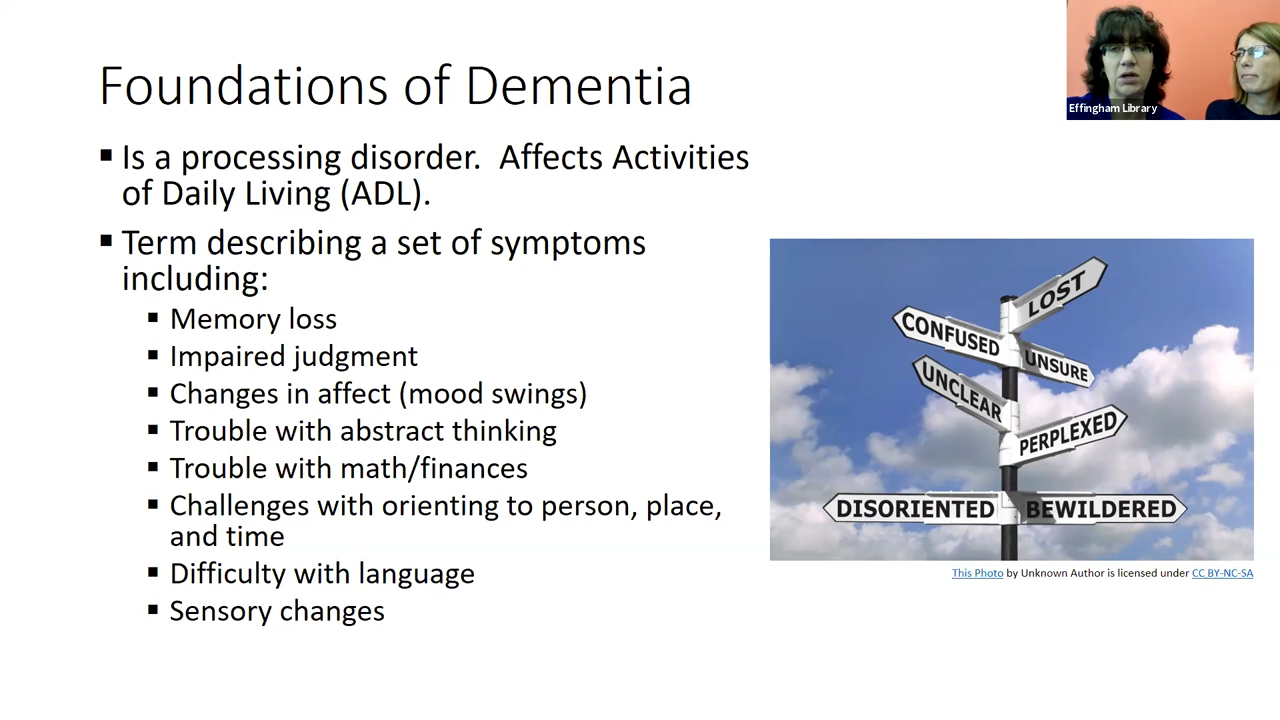 Foundations of Dementia
Effingham Library
▪ Is a processing disorder.  Affects Activities
of Daily Living (ADL).
▪ Term describing a set of symptoms
including:
▪ Memory loss
▪ Impaired judgment
▪ Changes in affect (mood swings)
▪ Trouble with abstract thinking
▪ Trouble with math/finances
▪ Challenges with orienting to person, place,
and time
▪ Difficulty with language
▪ Sensory changes
LOST
CONFUSED
UNSURE
UNCLEAR
PERPLEXED
DISORIENTED BEWILDERED
This Photo by Unknown Author is licensed under CC BY-NC-SA